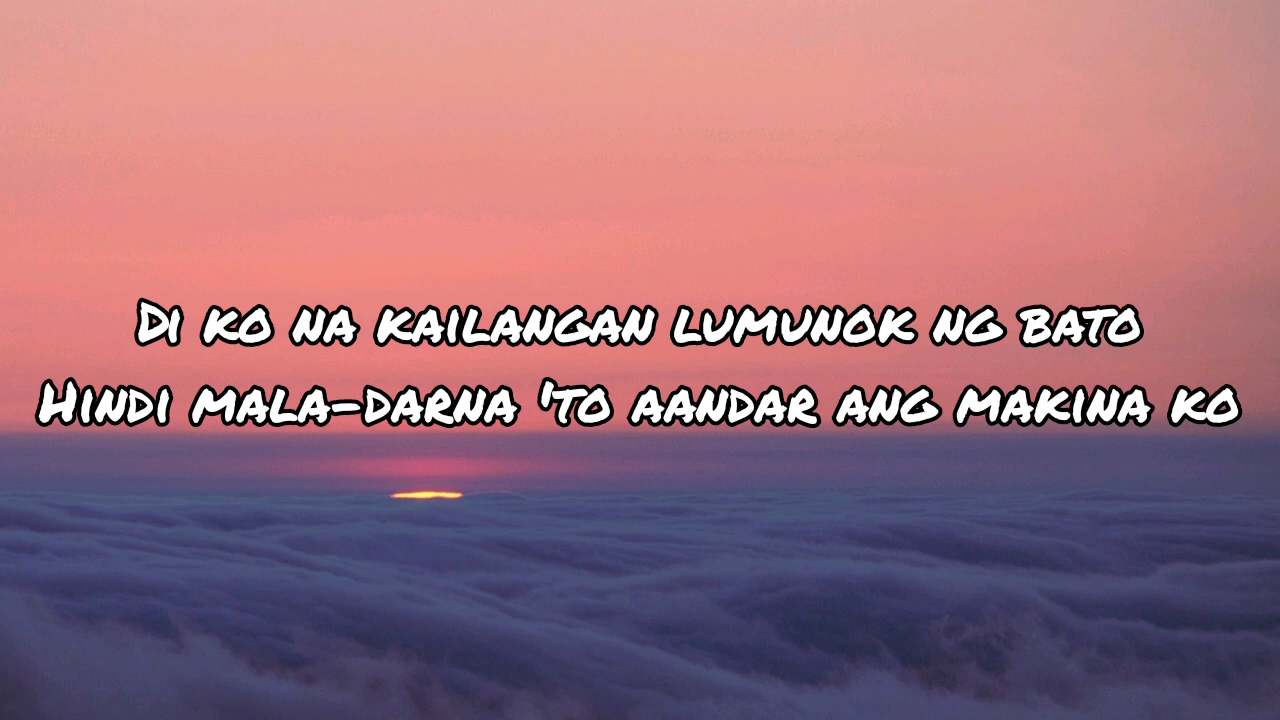 Di ko na kailangan lumunok ng bato
Hindi mala-darna 'to aandar ang makina ko